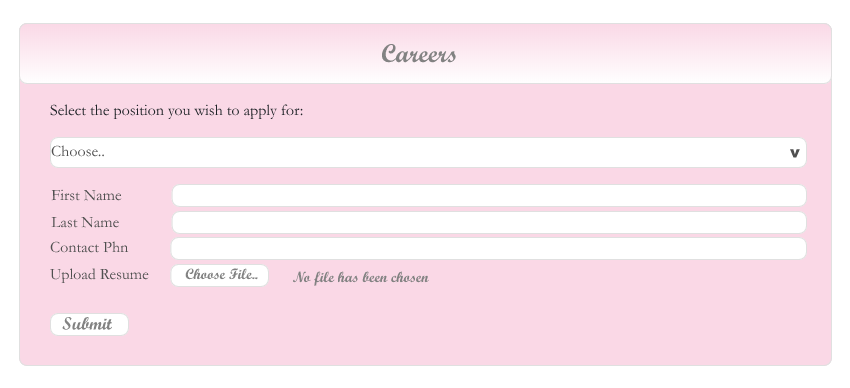 Careers
Select the position you wish to apply for:
Choose.. v
First Name
Last Name
Contact Phn
Upload Resume Choose File.. No file has been chosen
Submit